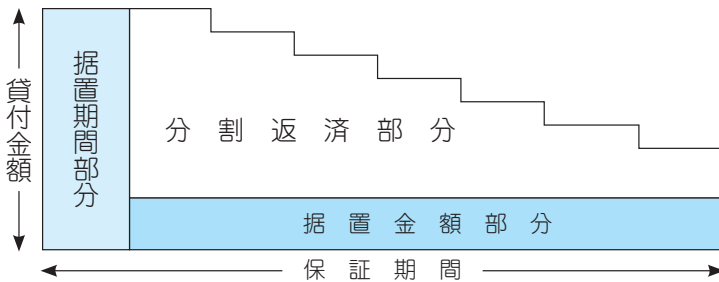 貸付金額
据置期間部分
分割返済部分
据置金額部分
保証期間